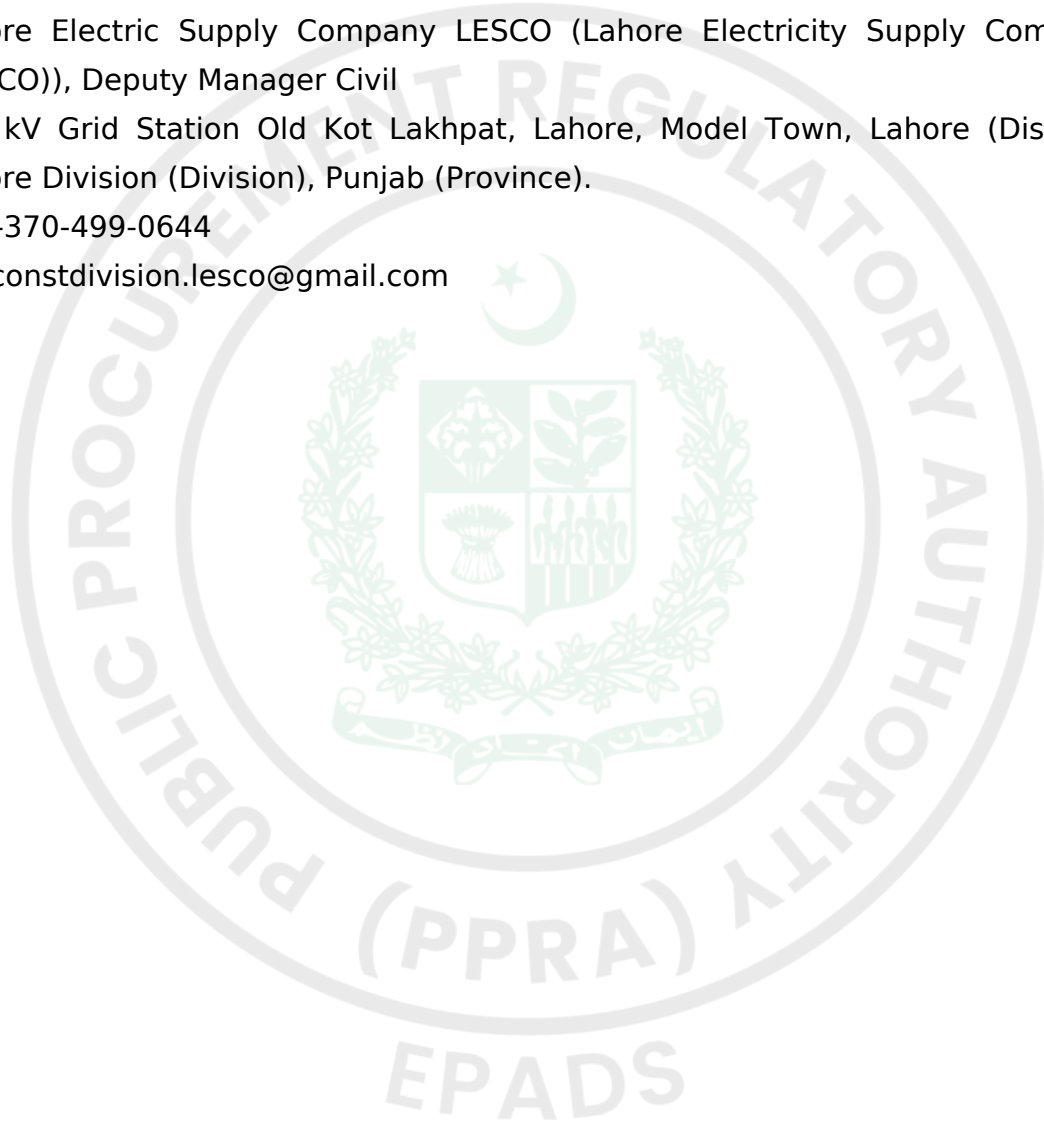 re Electric Supply Company LESCO (Lahore Electricity Supply Com
CO)), Deputy Manager Civil
kV Grid Station Old Kot Lakhpat, Lahore, Model Town, Lahore (Dis
re Division (Division), Punjab (Province).
-370-499-0644
constdivision.lesco@gmail.com
PUBLIC PROCUREMENT REGULATORY AUTHORITY
(PPRA)
EPADS